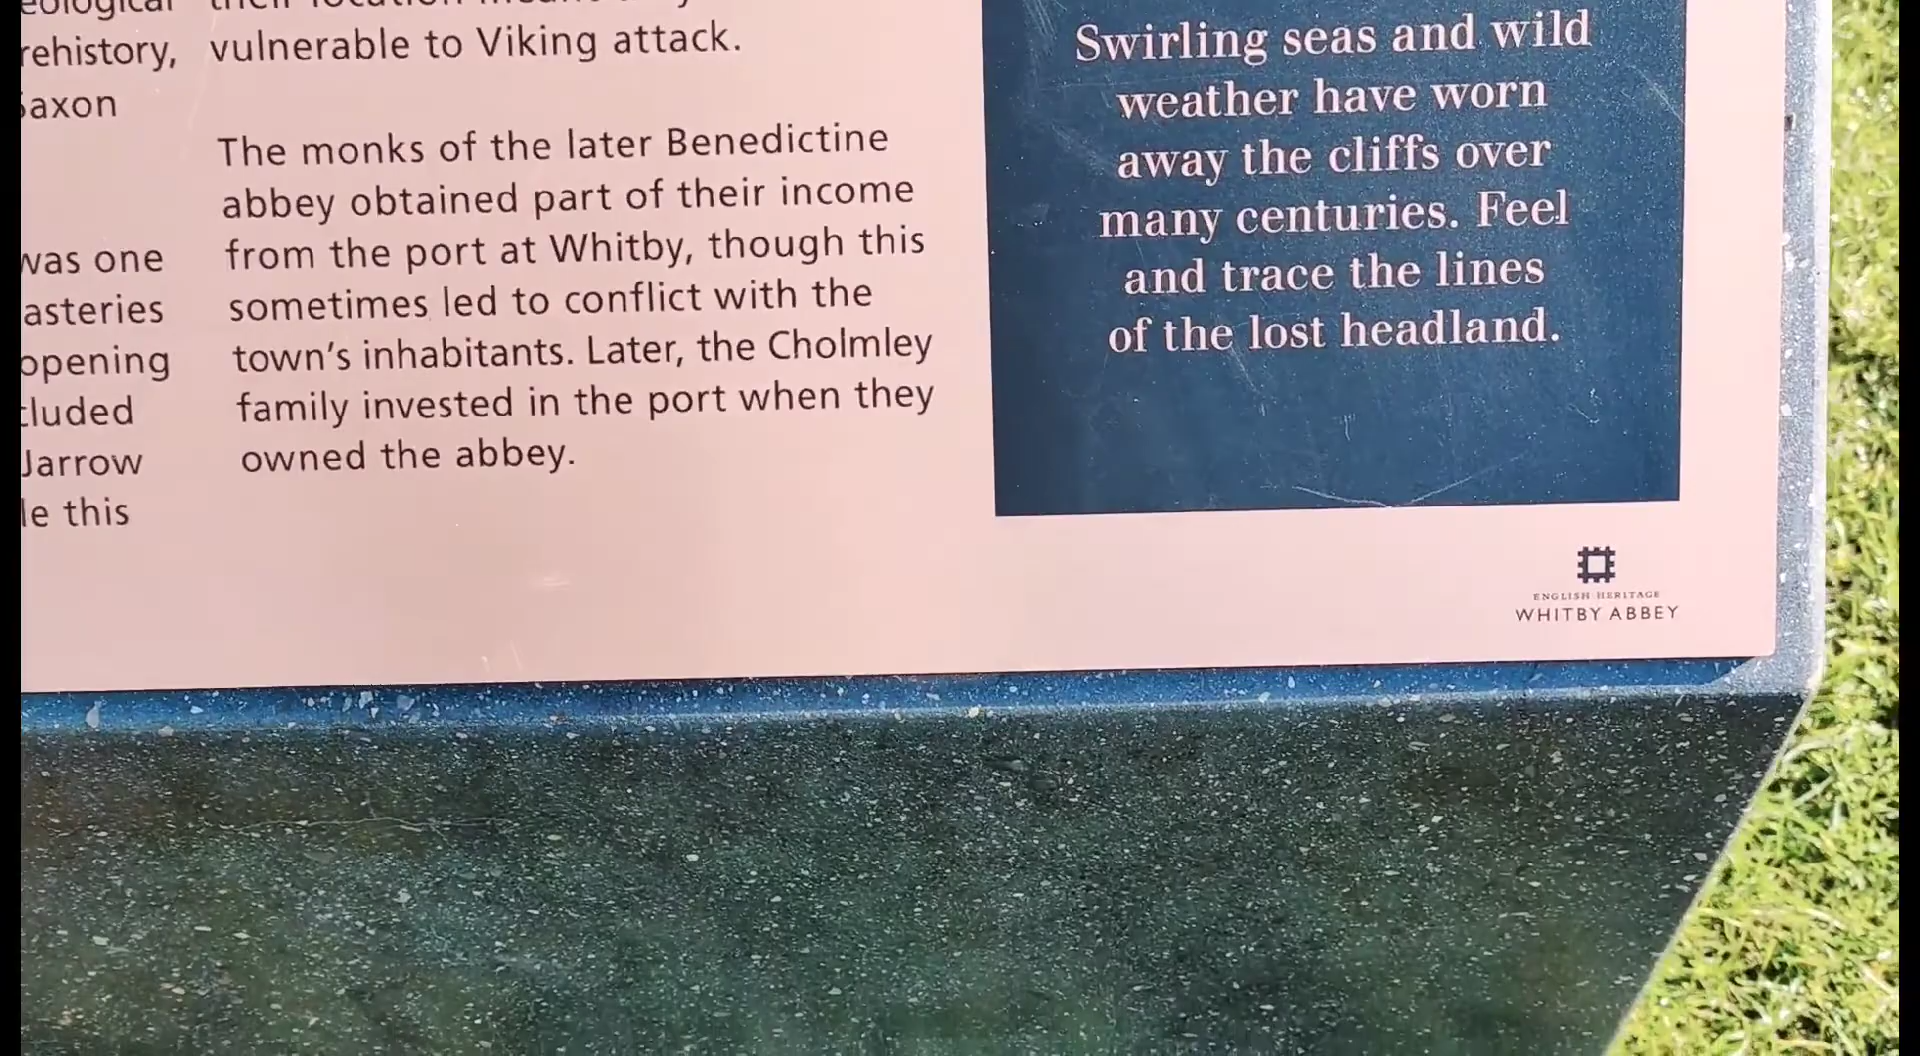 rehistory,
axon
was one
asteries
opening
cluded
Jarrow
le this
vulnerable to Viking attack.
The monks of the later Benedictine
abbey obtained part of their income
from the port at Whitby, though this
sometimes led to conflict with the
town's inhabitants. Later, the Cholmley
family invested in the port when they
owned the abbey.
Swirling seas and wild
weather have worn
away the cliffs over
many centuries. Feel
and trace the lines
of the lost headland.
ENGLISH HERITAGE
WHITBY ABBEY